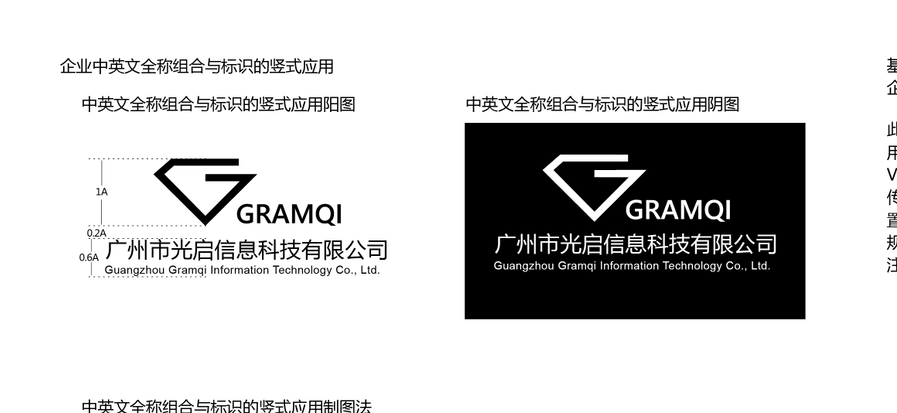 企业中英文全称组合与标识的竖式应用
中英文全称组合与标识的竖式应用阳图
1A
0.2A
0.6A
GRAMQI
广州市光启信息科技有限公司
Guangzhou Gramqi Information Technology Co., Ltd.
中英文全称组合与标识的竖式应用阴图
GRAMQI
广州市光启信息科技有限公司
Guangzhou Gramqi Information Technology Co., Ltd.
中英文全称组合与标识的竖式应用制图法
企
此
用
V
传
置
规
注